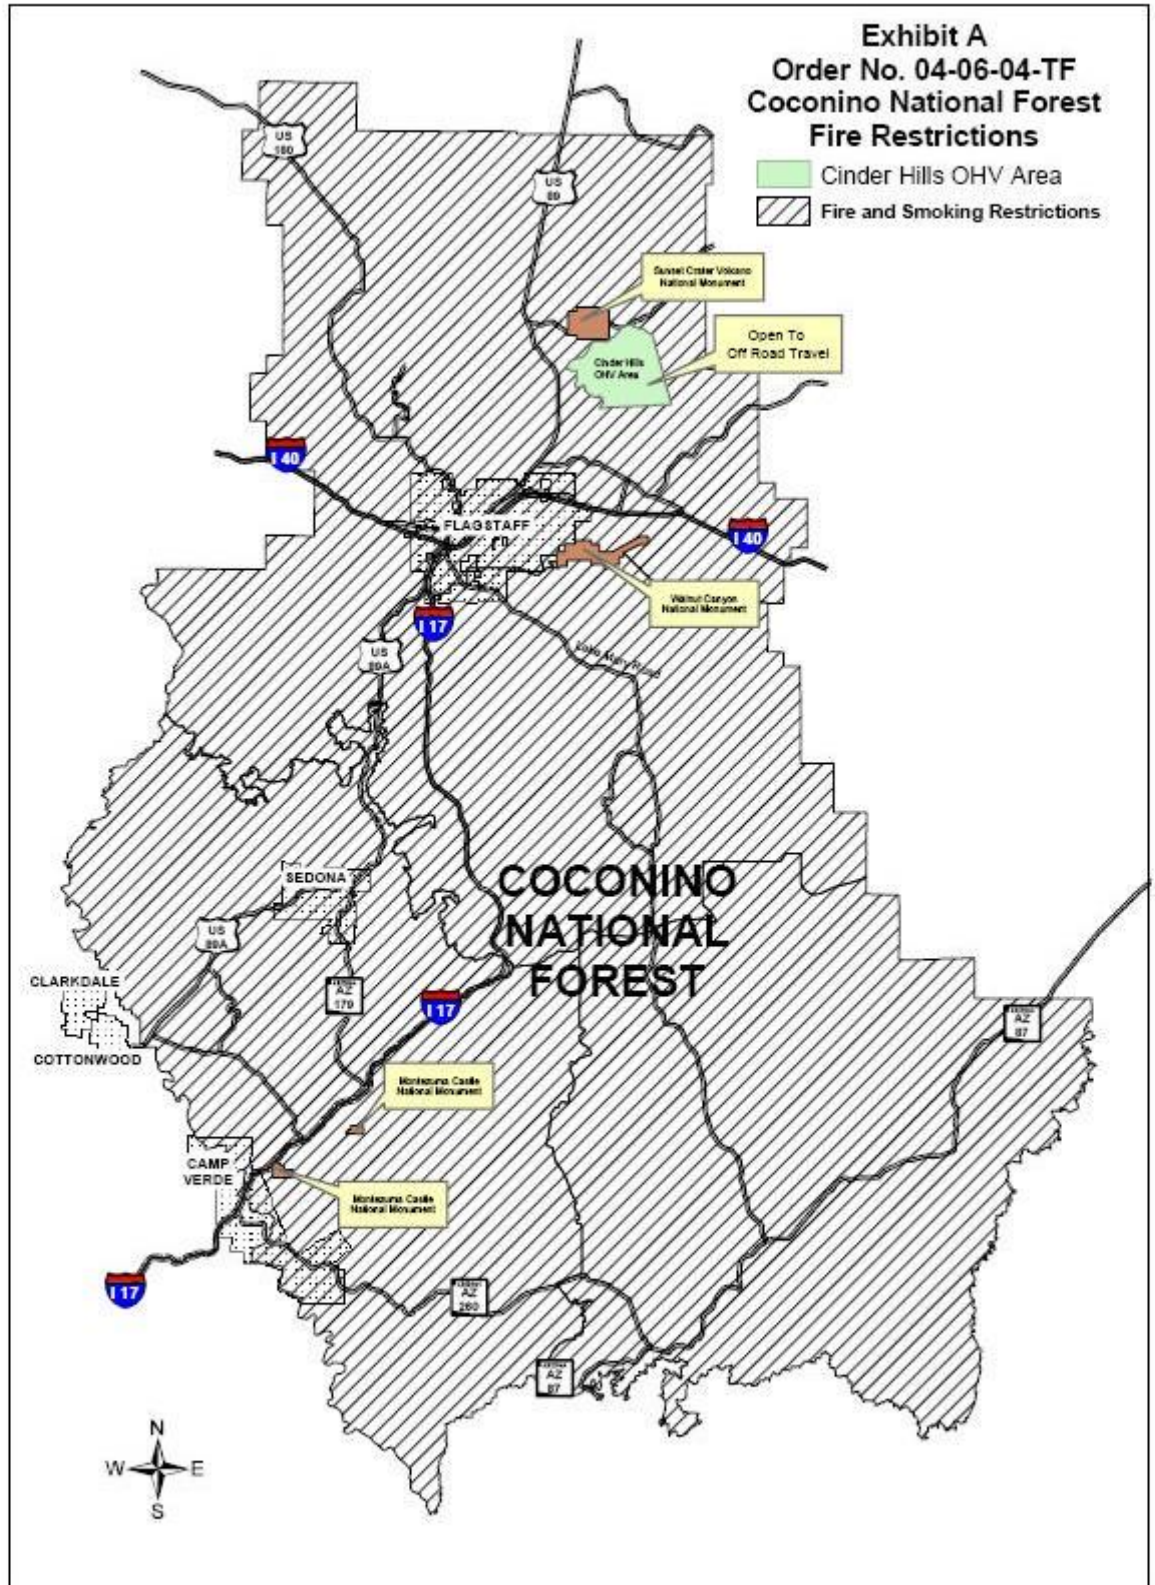 Exhibit A
Order No. 04-06-04-TF
Coconino National Forest
Fire Restrictions
Cinder Hills OHV Area
Fire and Smoking Restrictions
US
180
US
89
Sunset Crater Volcano
National Monument
Open To
Off Road Travel
Cinder Hills
OHV Area
I 40
FLAGSTAFF
I 40
Walnut Canyon
National Monument
I 17
US
89A
Lake Mary Road
SEDONA
COCONINO
NATIONAL
FOREST
US
89A
CLARKDALE
AZ
179
I 17
AZ
87
COTTONWOOD
Montezuma Castle
National Monument
CAMP
VERDE
Montezuma Castle
National Monument
I 17
AZ
260
AZ
87
N
W
E
S